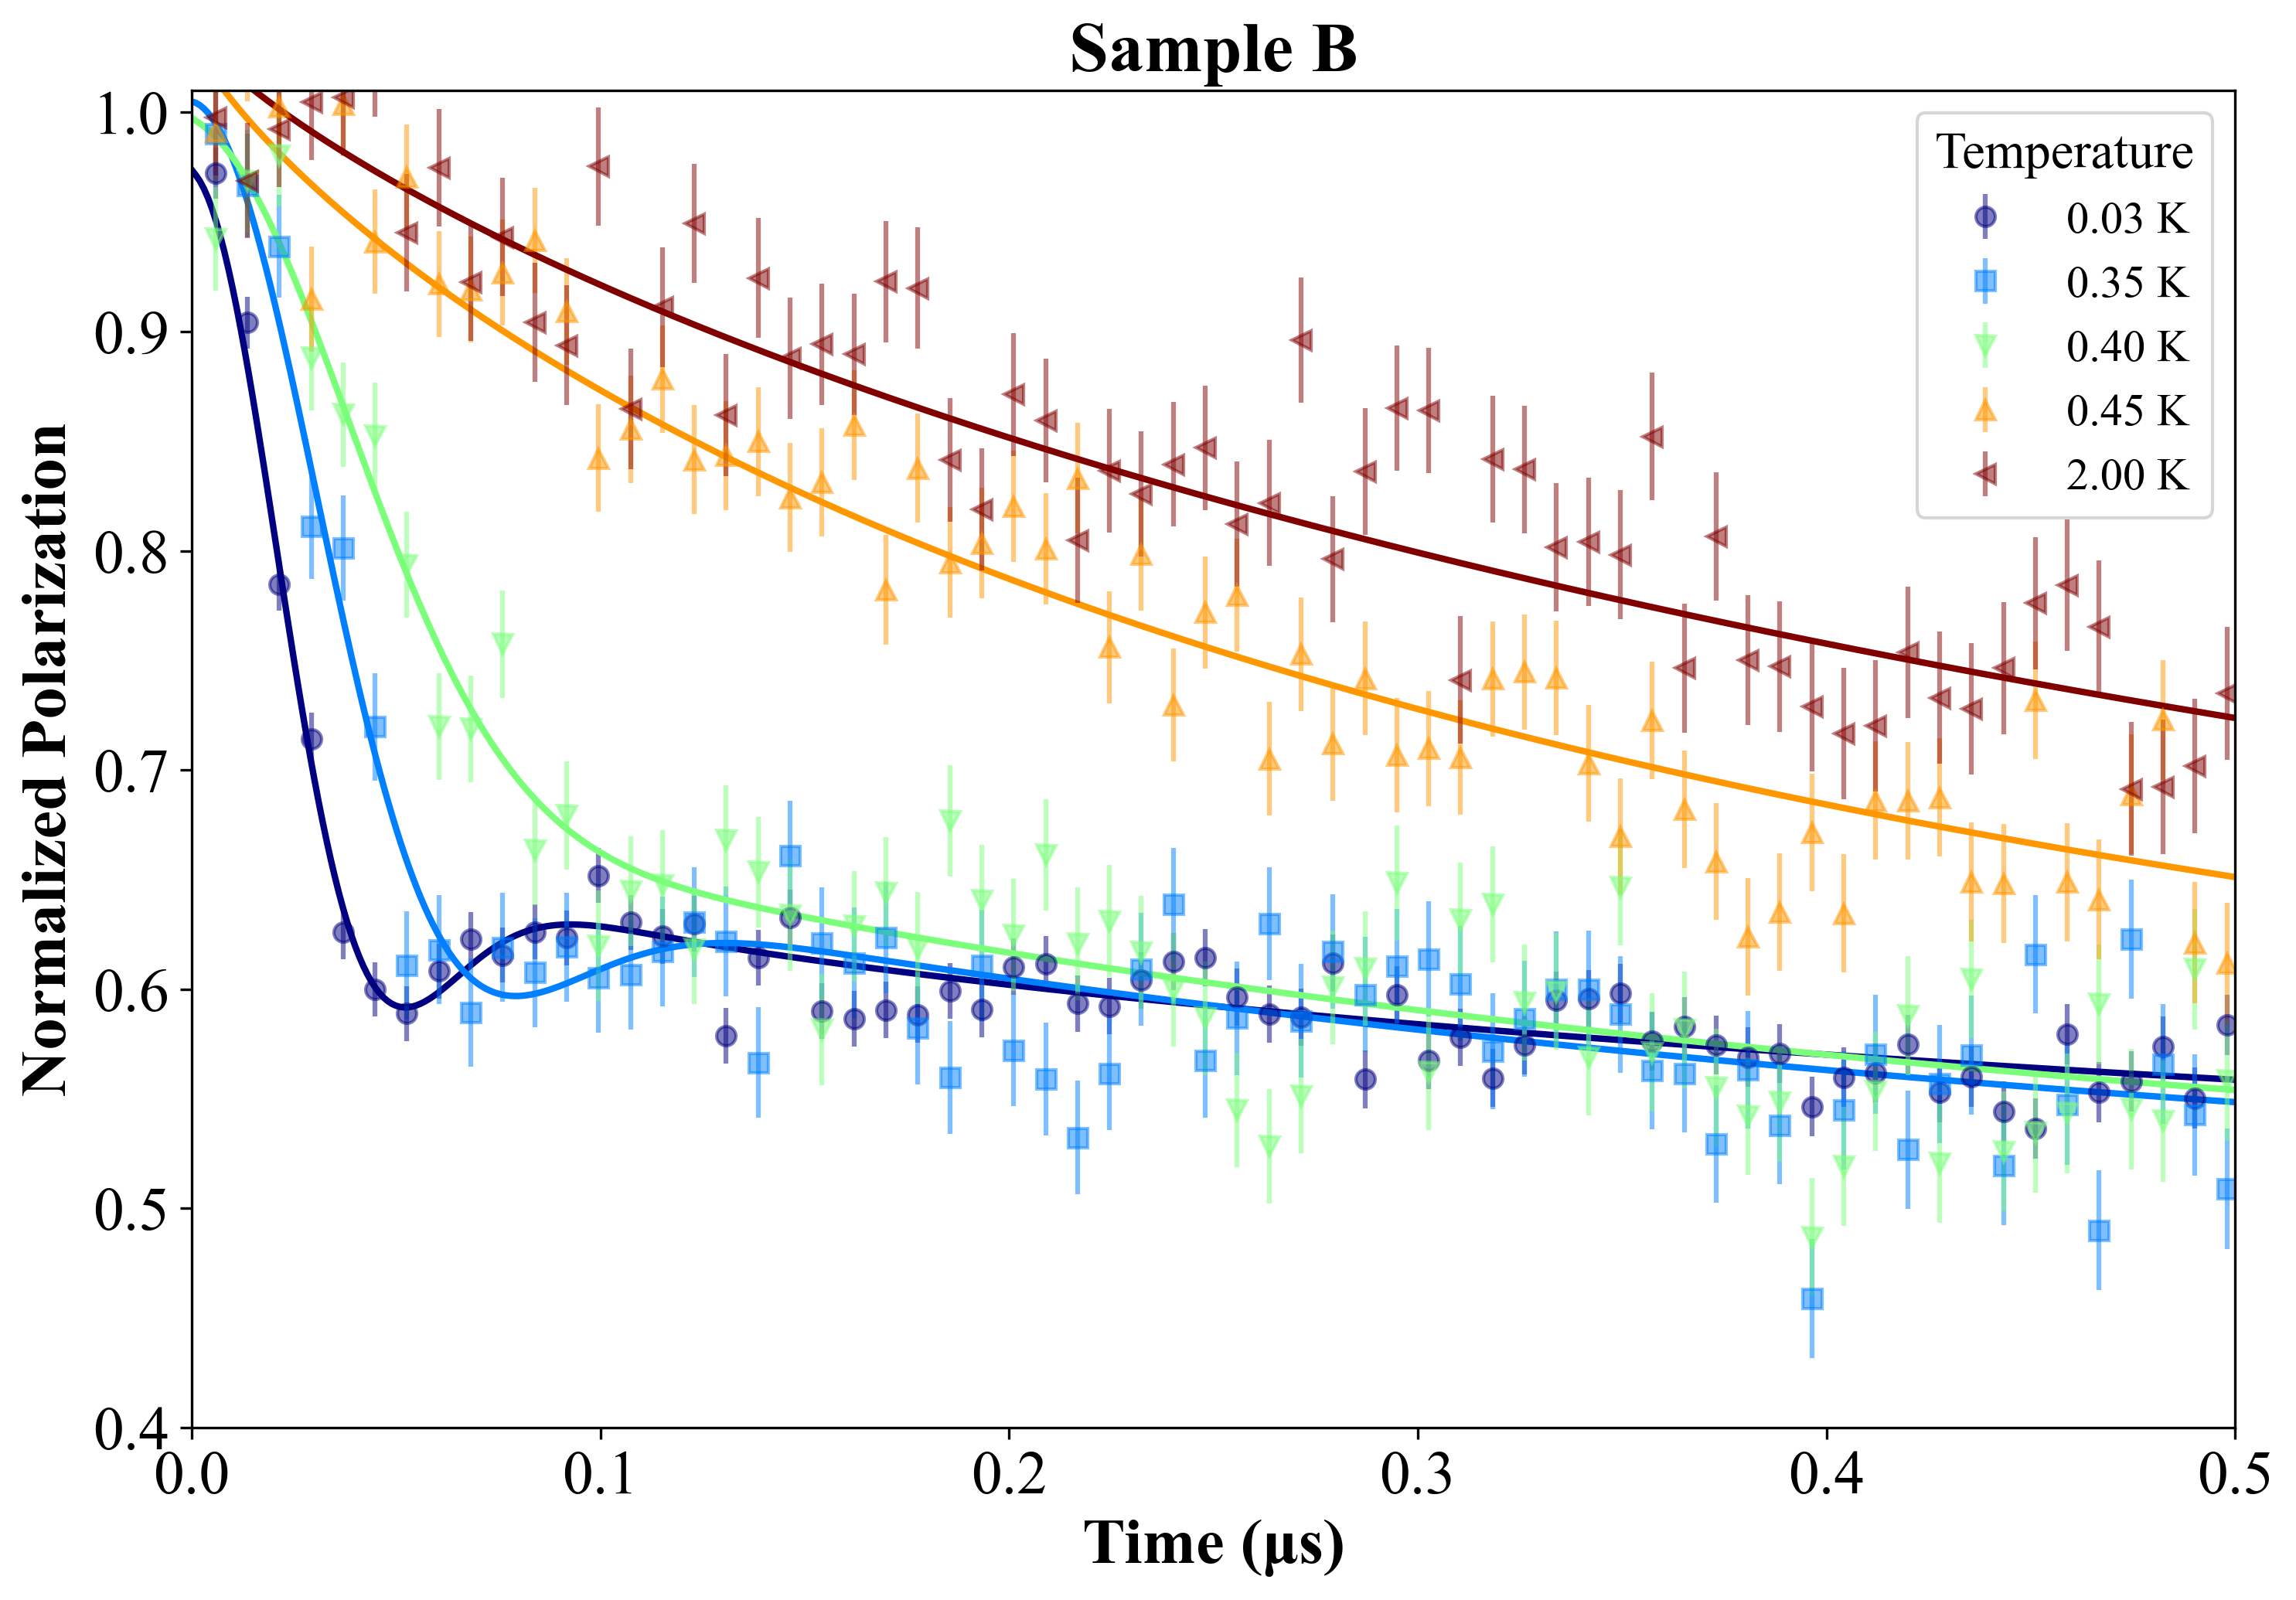 Sample B
Normalized Polarization
1.0
0.9
0.8
0.7
0.6
0.5
0.4
Temperature
0.03 K
0.35 K
0.40 K
0.45 K
2.00 K
0.0 0.1 0.2 0.3 0.4 0.5
Time (μs)